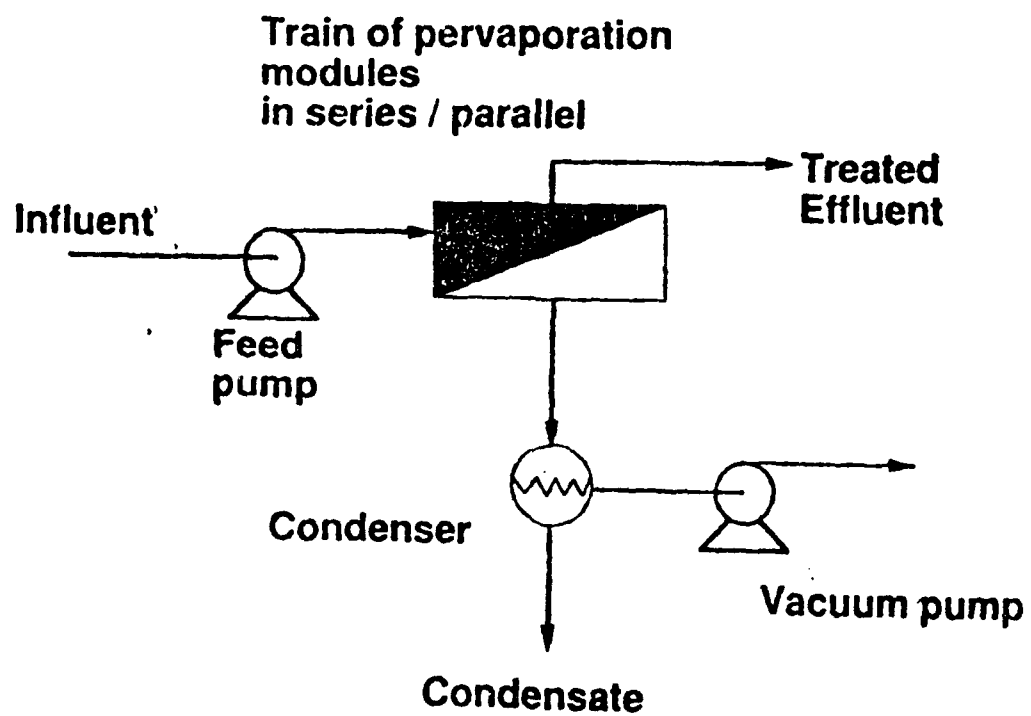 Train of pervaporation
modules
in series / parallel
Treated
Effluent
Influent
Feed
pump
Condenser
Vacuum pump
Condensate